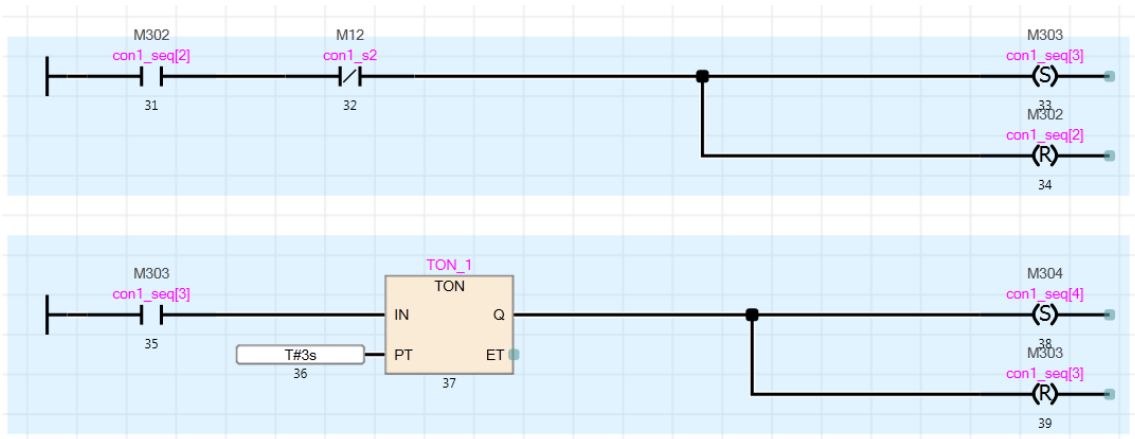 M302 M12 M303
con1_seq[2] con1_s2 con1_seq[3]
S
31 32 33
M302
con1_seq[2]
R
34
TON_1
M303 TON M304
con1_seq[3] con1_seq[4]
IN Q S
35 38
T#3s PT ET M303
36 37 con1_seq[3]
R
39